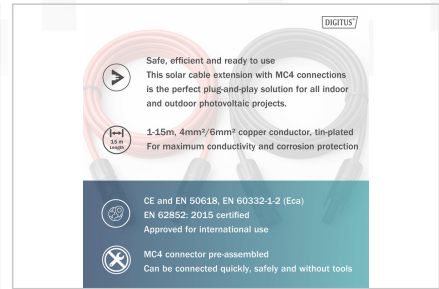 DIGITUS®
Safe, efficient and ready to use
This solar cable extension with MC4 connections
is the perfect plug-and-play solution for all indoor
and outdoor photovoltaic projects.
15 m
Length
1-15m, 4mm²/6mm² copper conductor, tin-plated
For maximum conductivity and corrosion protection
CE and EN 50618, EN 60332-1-2 (Eca)
EN 62852: 2015 certified
Approved for international use
MC4 connector pre-assembled
Can be connected quickly, safely and without tools